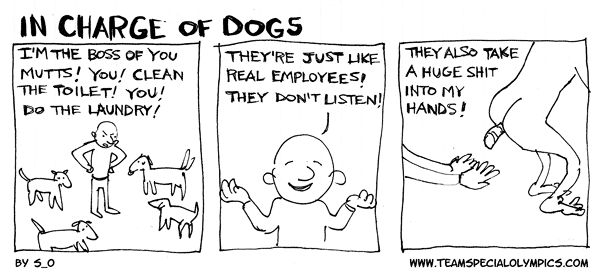 IN CHARGE OF DOGS
I'M THE BOSS OF YOU
MUTTS! YOU! CLEAN
THE TOILET! YOU!
DO THE LAUNDRY!
THEY'RE JUST LIKE
REAL EMPLOYEES!
THEY DON'T LISTEN!
THEY ALSO TAKE
A HUGE SHIT
INTO MY
HANDS!
BY S_O
WWW.TEAMSPECIALOLYMPICS.COM